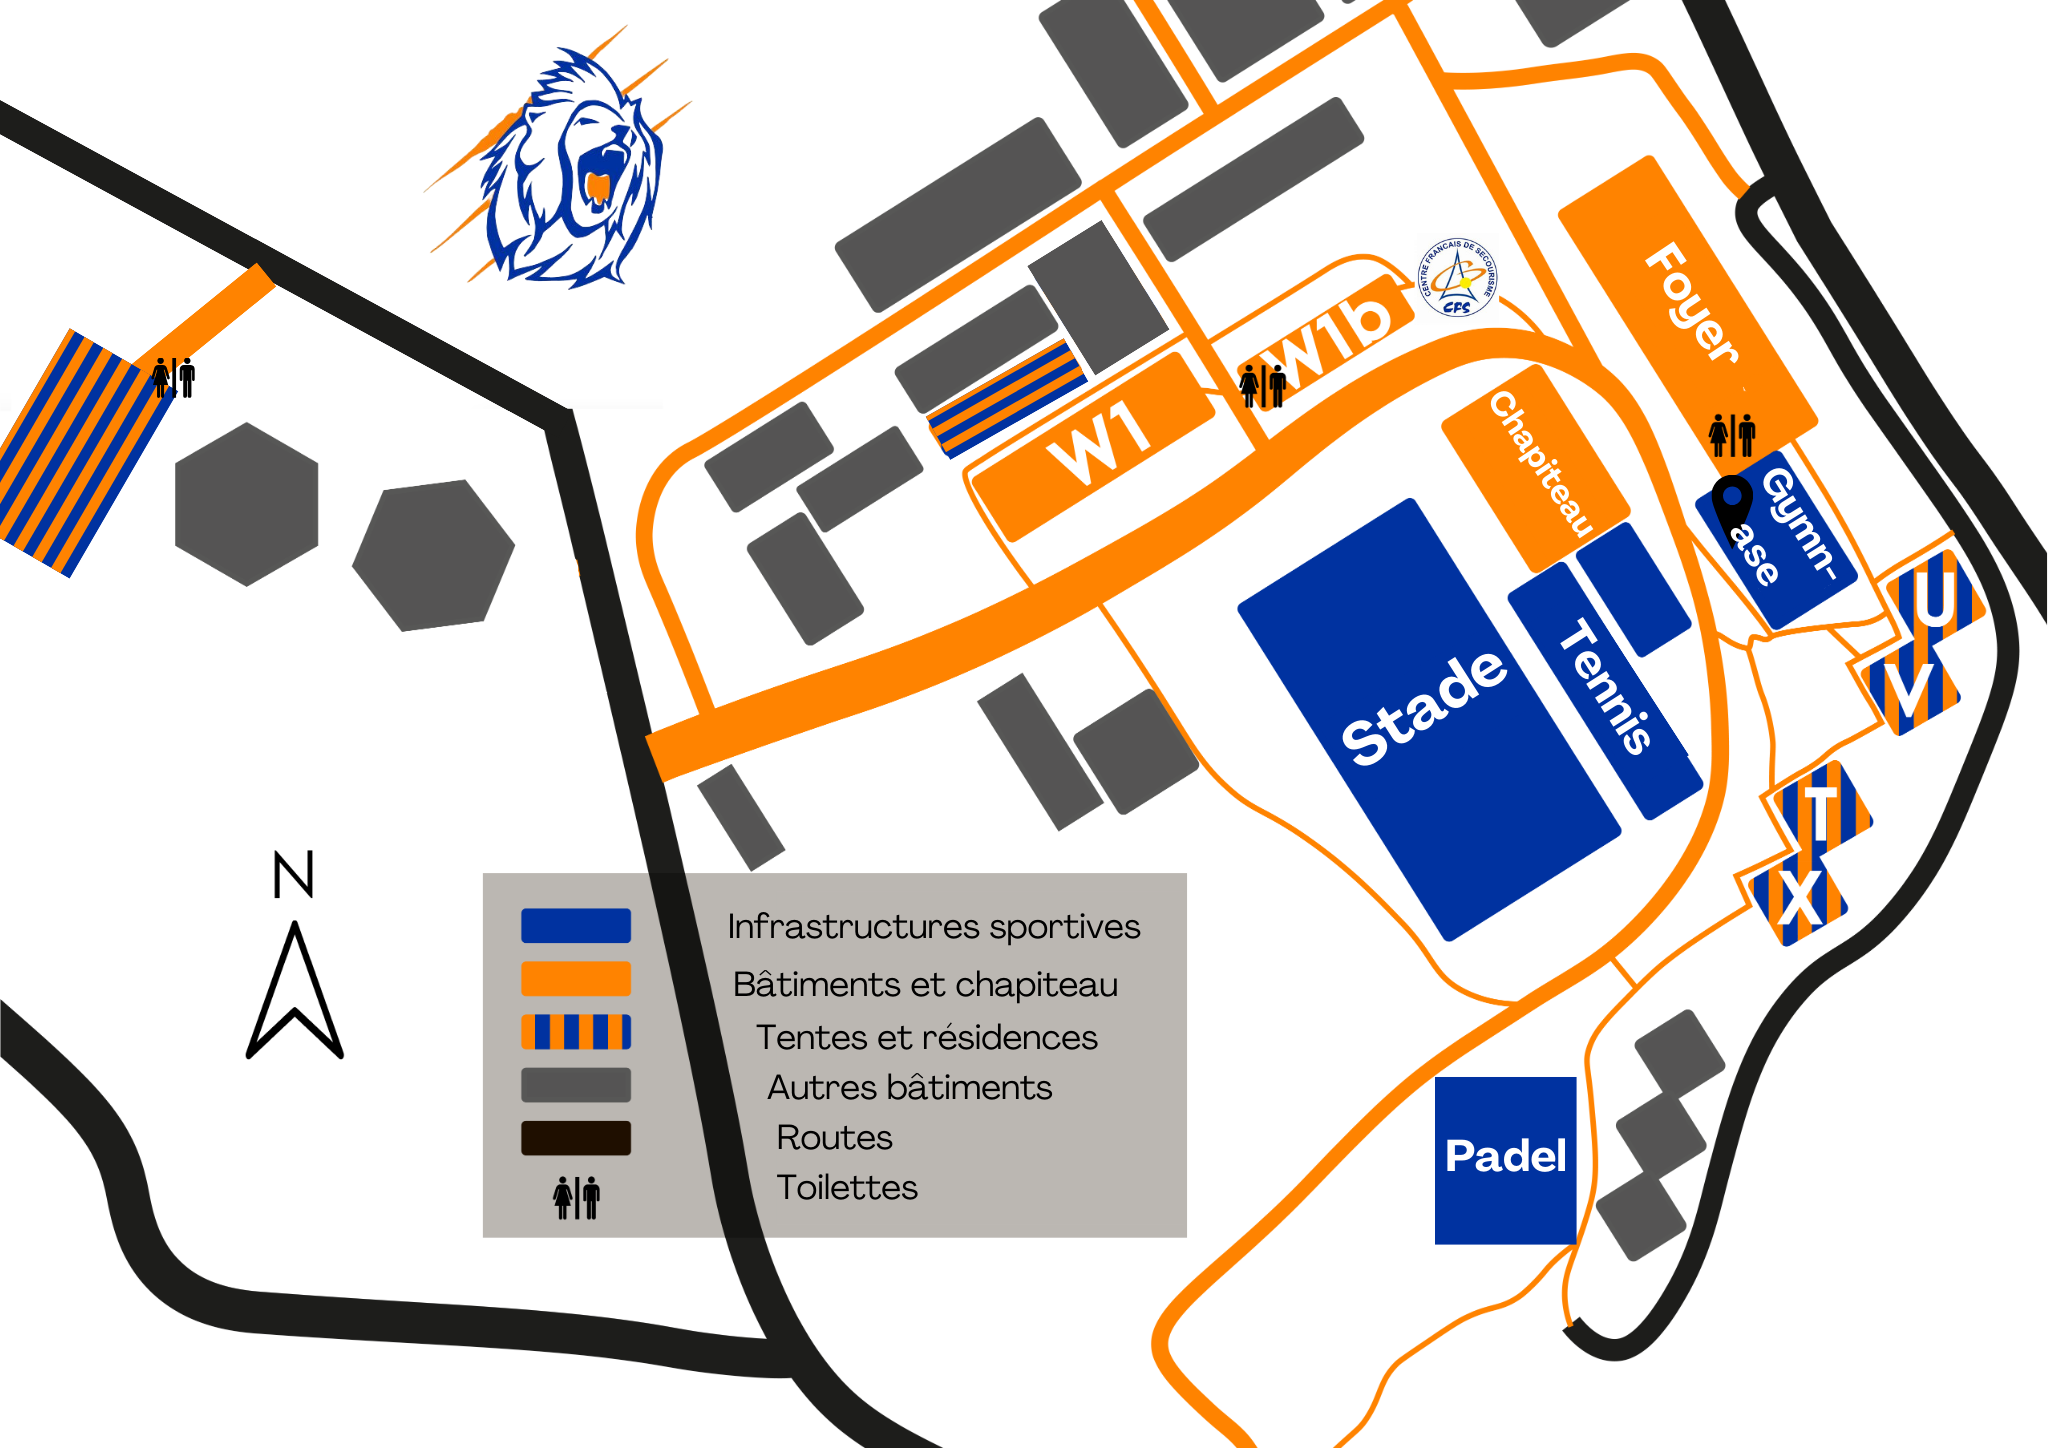 CENTRE FRANCAIS DE SECOURISME
CFS
Foyer
W1b
W1
Chapiteau
Gymn-
ase
U
V
Stade
Tennis
T
X
N
Infrastructures sportives
Bâtiments et chapiteau
Tentes et résidences
Autres bâtiments
Routes
Toilettes
Padel